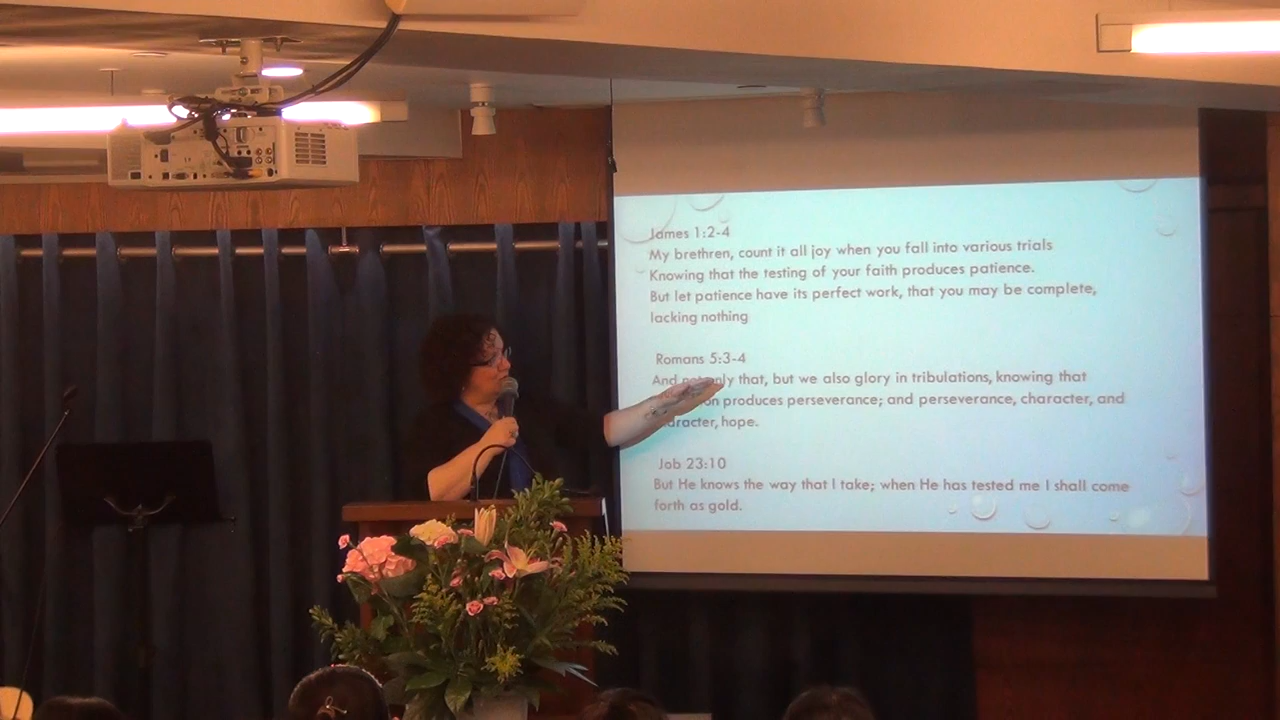 James 1:2-4
My brethren, count it all joy when you fall into various trials
Knowing that the testing of your faith produces patience.
But let patience have its perfect work, that you may be complete,
lacking nothing
Romans 5:3-4
And not only that, but we also glory in tribulations, knowing that
produces perseverance; and perseverance, character, and
character, hope.
Job 23:10
But He knows the way that I take; when He has tested me I shall come
forth as gold.